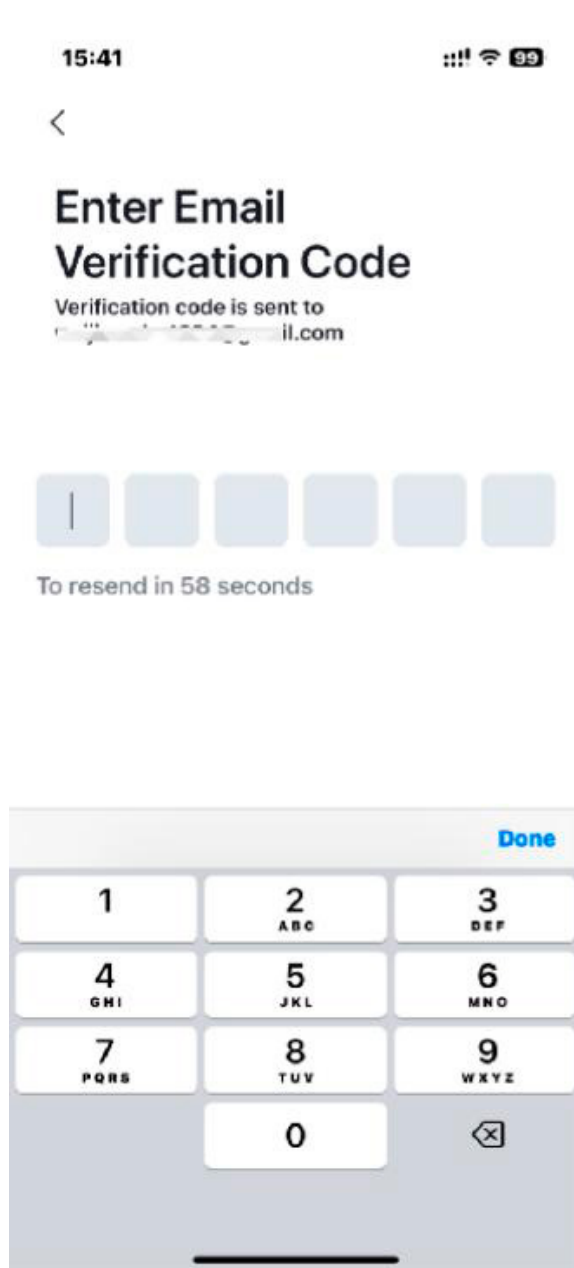 15:41
99
Enter Email
Verification Code
Verification code is sent to
il.com
To resend in 58 seconds
Done
1
2
ABC
3
DEF
4
GHI
5
JKL
6
MNO
7
PQRS
8
TUV
9
WXYZ
0